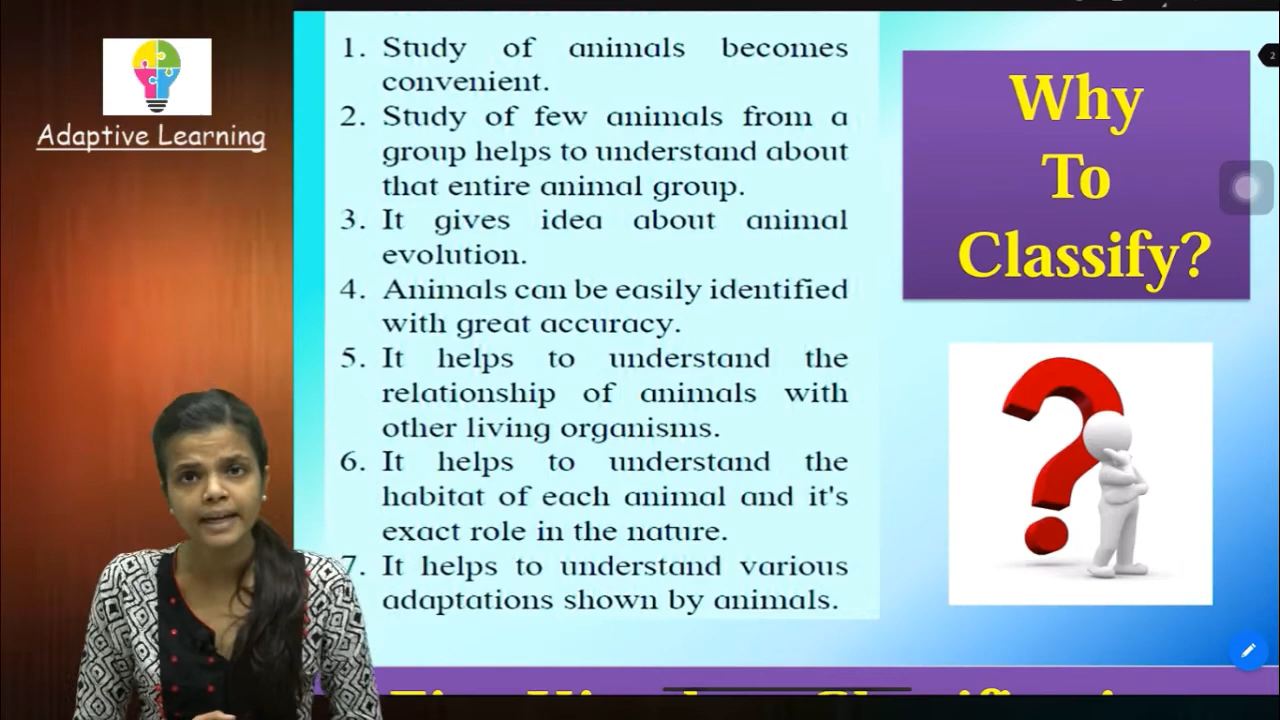 Adaptive Learning
1. Study of animals becomes
convenient.
2. Study of few animals from a
group helps to understand about
that entire animal group.
3. It gives idea about animal
evolution.
4. Animals can be easily identified
with great accuracy.
5. It helps to understand the
relationship of animals with
other living organisms.
6. It helps to understand the
habitat of each animal and it's
exact role in the nature.
7. It helps to understand various
adaptations shown by animals.
Why
To
Classify?
2